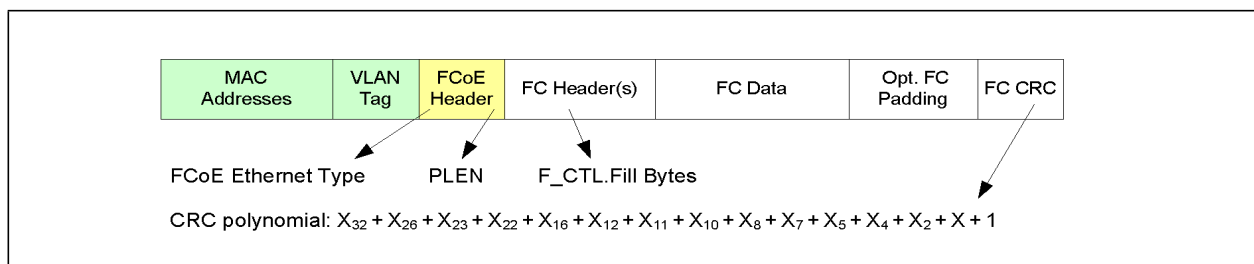 MAC Addresses
VLAN Tag
FCoE Header
FC Header(s)
FC Data
Opt. FC Padding
FC CRC
FCoE Ethernet Type
PLEN
F_CTL.Fill Bytes
CRC polynomial: X₃₂ + X₂₆ + X₂₃ + X₂₂ + X₁₆ + X₁₂ + X₁₁ + X₁₀ + X₈ + X₇ + X₅ + X₄ + X₂ + X + 1